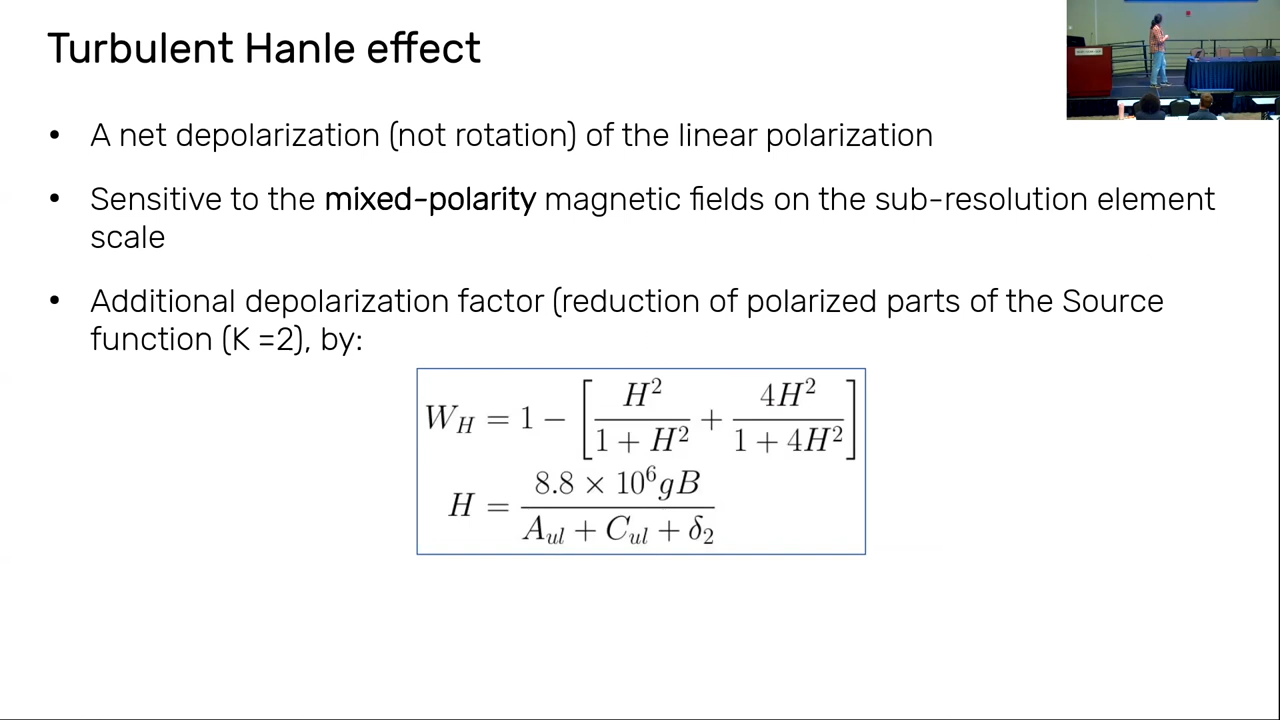 Turbulent Hanle effect
• A net depolarization (not rotation) of the linear polarization
• Sensitive to the mixed-polarity magnetic fields on the sub-resolution element
scale
• Additional depolarization factor (reduction of polarized parts of the Source
function (K =2), by:
W_H = 1 − [ H² / (1 + H²) + 4H² / (1 + 4H²) ]
H = 8.8 × 10⁶gB / (A_ul + C_ul + δ₂)